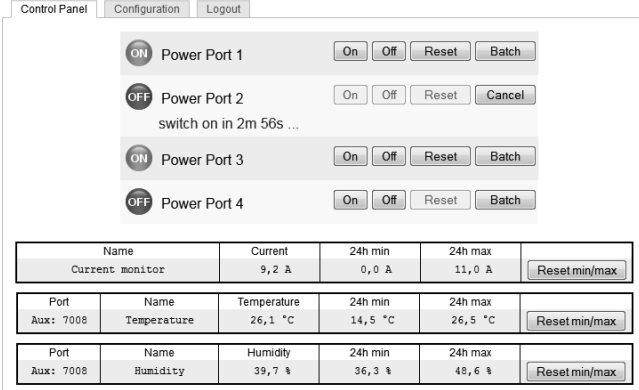 Control Panel Configuration Logout
ON Power Port 1 On Off Reset Batch
OFF Power Port 2 On Off Reset Cancel
switch on in 2m 56s ...
ON Power Port 3 On Off Reset Batch
OFF Power Port 4 On Off Reset Batch
Name Current 24h min 24h max
Current monitor 9,2 A 0,0 A 11,0 A Reset min/max
Port Name Temperature 24h min 24h max
Aux: 7008 Temperature 26,1 °C 14,5 °C 26,5 °C Reset min/max
Port Name Humidity 24h min 24h max
Aux: 7008 Humidity 39,7 % 36,3 % 48,6 % Reset min/max